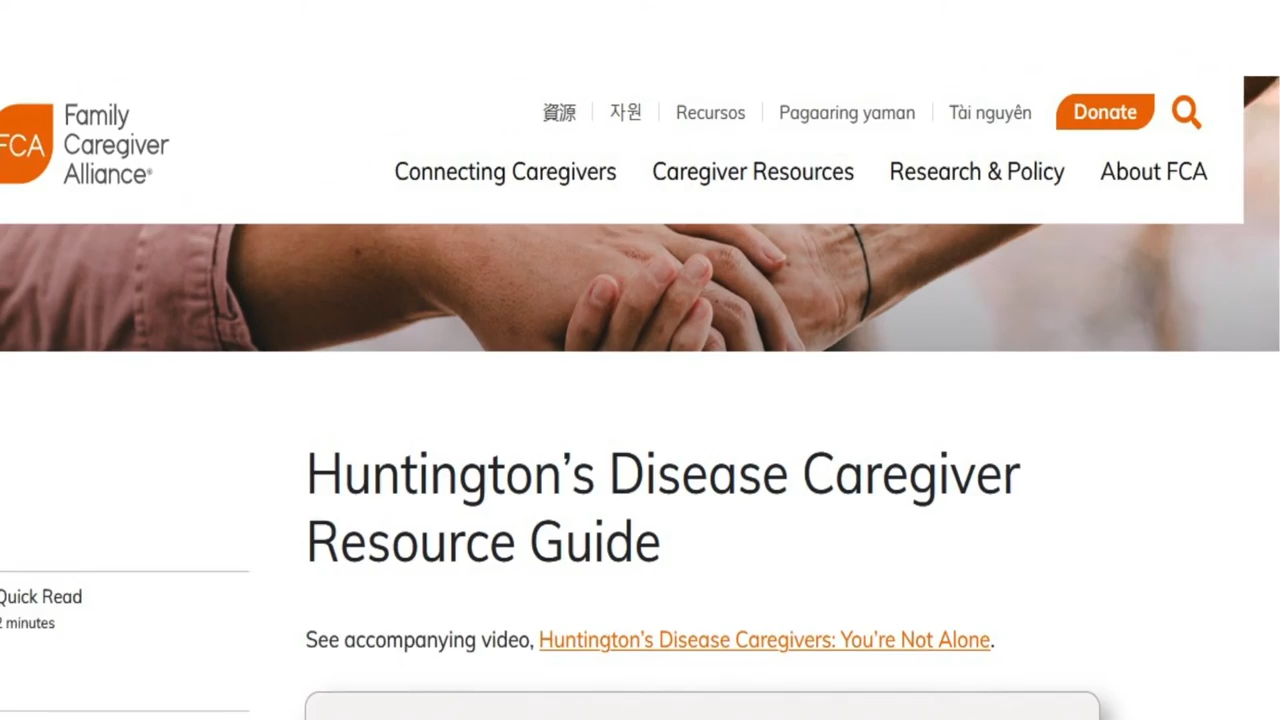 FCA
Family
Caregiver
Alliance®
資源
자원
Recursos
Pagaaring yaman
Tài nguyên
Donate
Connecting Caregivers
Caregiver Resources
Research & Policy
About FCA
Huntington’s Disease Caregiver
Resource Guide
Quick Read
2 minutes
See accompanying video, Huntington’s Disease Caregivers: You’re Not Alone.